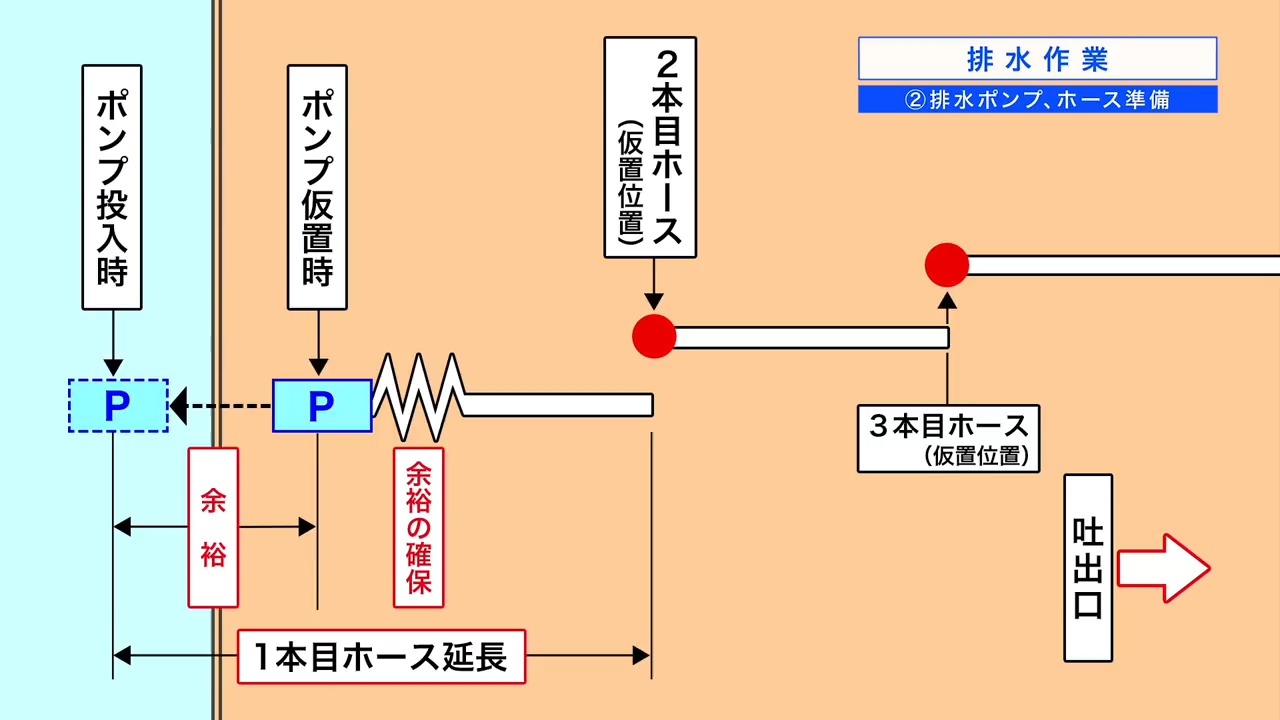 排水作業
②排水ポンプ、ホース準備
ポンプ投入時
ポンプ仮置時
2本目ホース
(仮置位置)
P
P
3本目ホース
(仮置位置)
余裕
余裕の確保
吐出口
1本目ホース延長